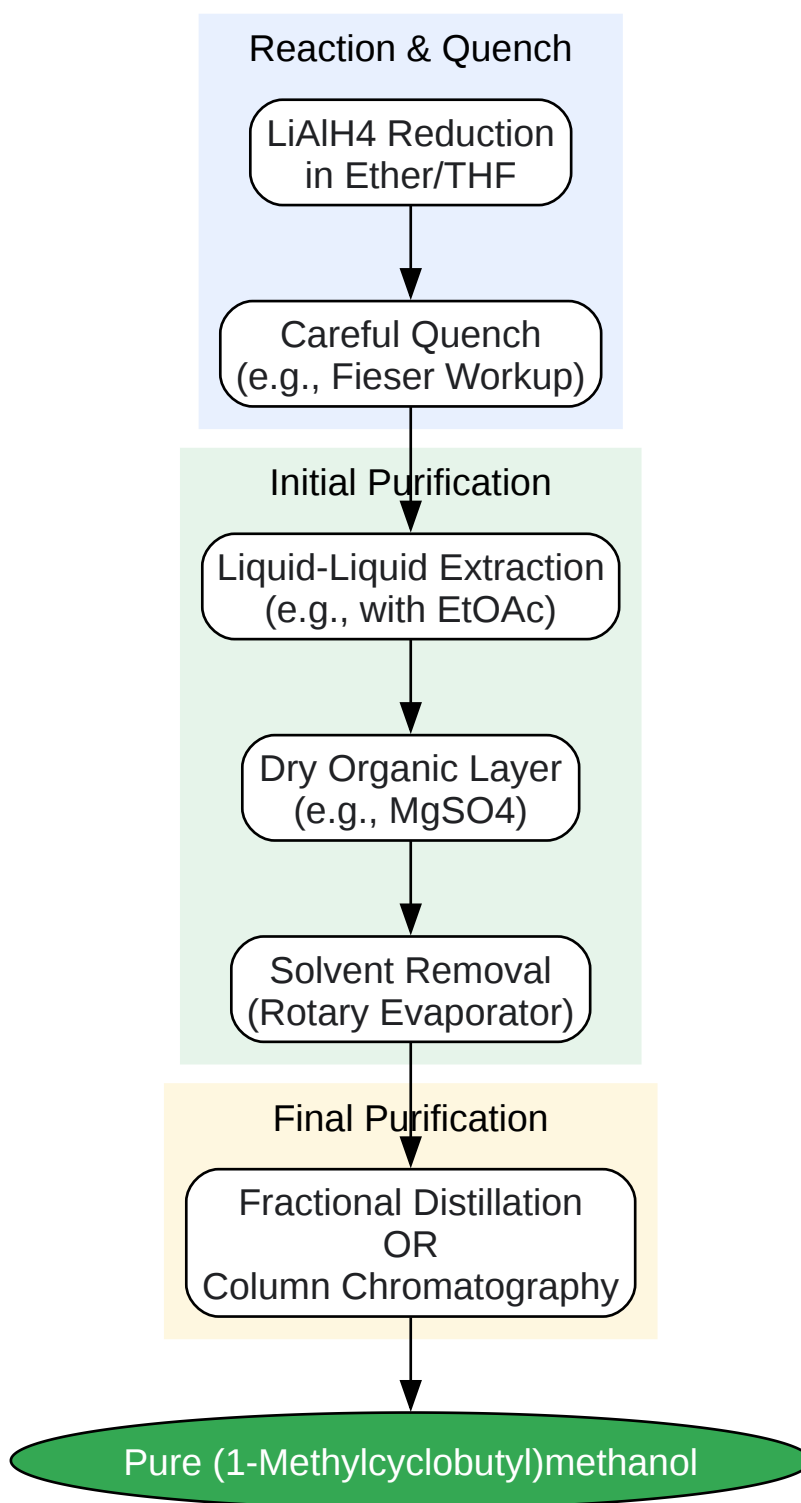 Reaction & Quench
LiAlH4 Reduction
in Ether/THF
Careful Quench
(e.g., Fieser Workup)
Initial Purification
Liquid-Liquid Extraction
(e.g., with EtOAc)
Dry Organic Layer
(e.g., MgSO4)
Solvent Removal
(Rotary Evaporator)
Final Purification
Fractional Distillation
OR
Column Chromatography
Pure (1-Methylcyclobutyl)methanol